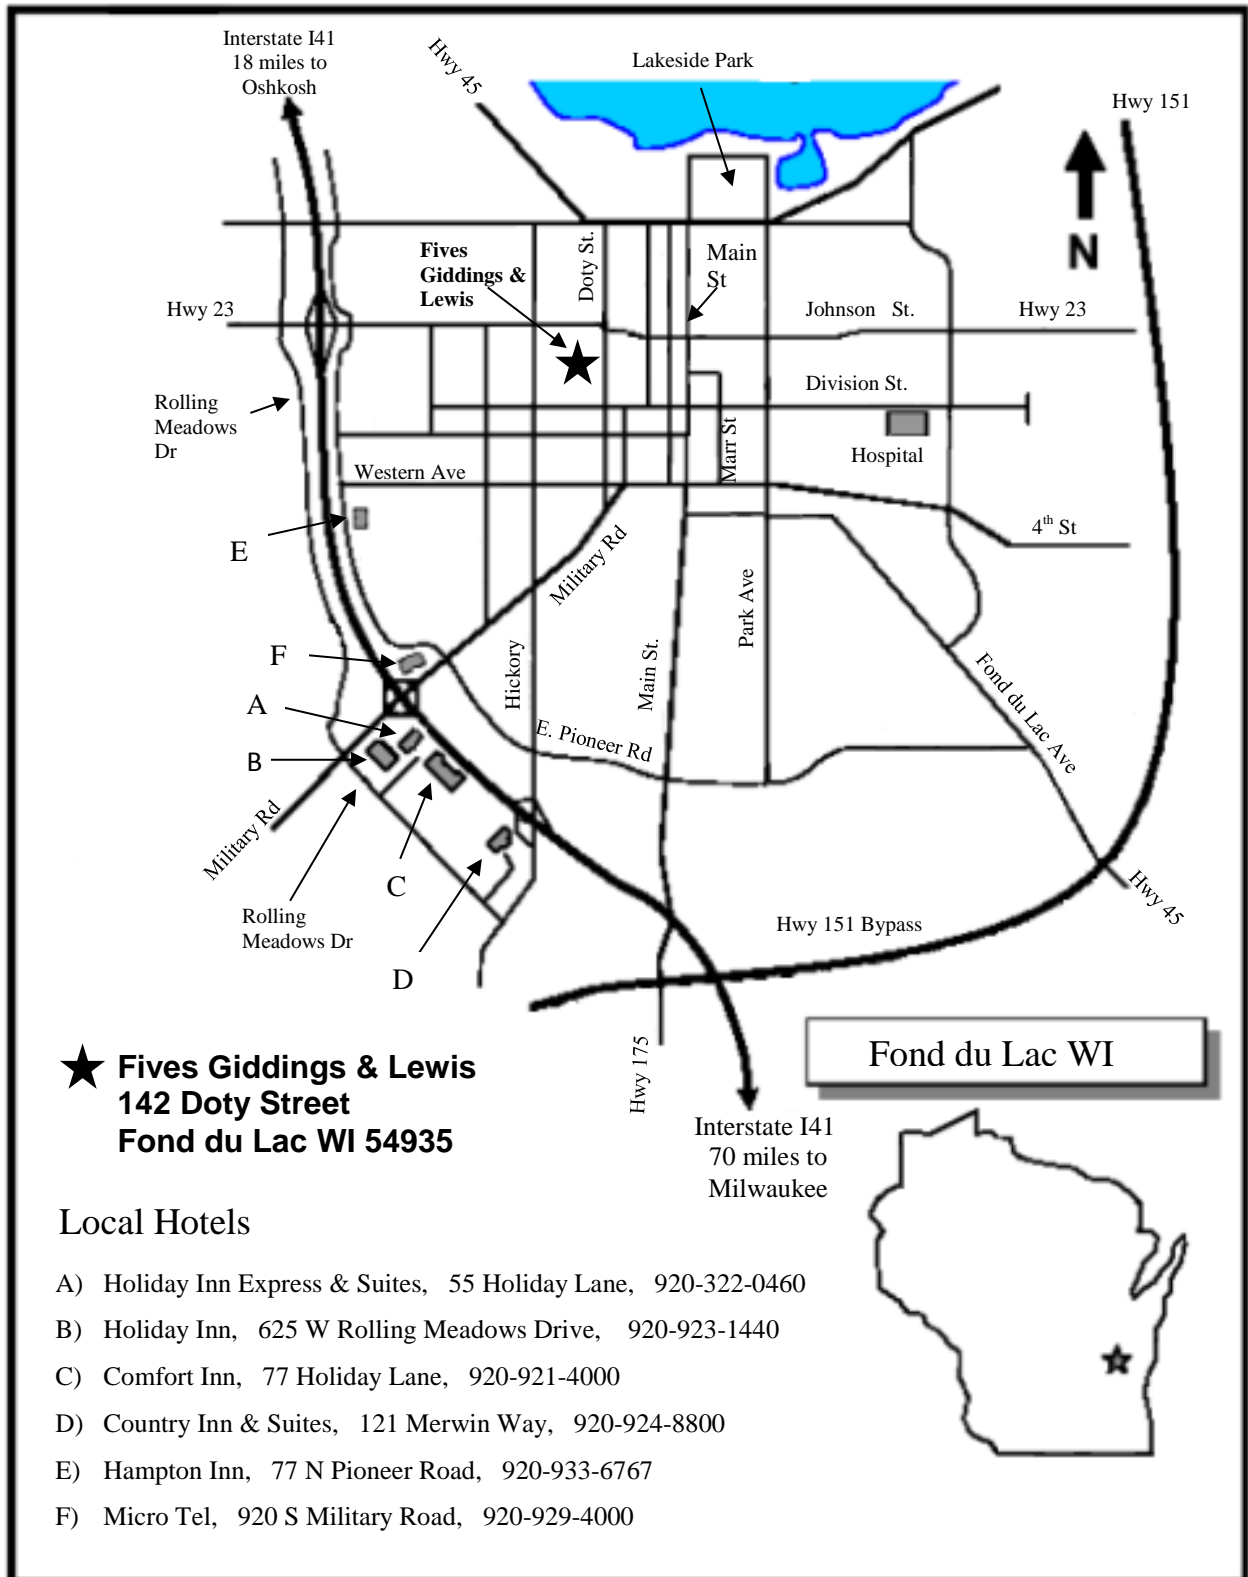 Interstate I41
18 miles to
Oshkosh
Hwy 45
Lakeside Park
Hwy 151
N
Fives
Giddings &
Lewis
Doty St.
Main
St
Hwy 23
Johnson St.
Hwy 23
Rolling
Meadows
Dr
Division St.
Marr St
Hospital
Western Ave
4th St
E
Military Rd
Park Ave
F
Hickory
Main St.
Fond du Lac Ave
A
E. Pioneer Rd
B
Military Rd
C
Hwy 45
Rolling
Meadows Dr
Hwy 151 Bypass
D
Hwy 175
Fond du Lac WI
Fives Giddings & Lewis
142 Doty Street
Fond du Lac WI 54935
Interstate I41
70 miles to
Milwaukee
Local Hotels
A) Holiday Inn Express & Suites, 55 Holiday Lane, 920-322-0460
B) Holiday Inn, 625 W Rolling Meadows Drive, 920-923-1440
C) Comfort Inn, 77 Holiday Lane, 920-921-4000
D) Country Inn & Suites, 121 Merwin Way, 920-924-8800
E) Hampton Inn, 77 N Pioneer Road, 920-933-6767
F) Micro Tel, 920 S Military Road, 920-929-4000